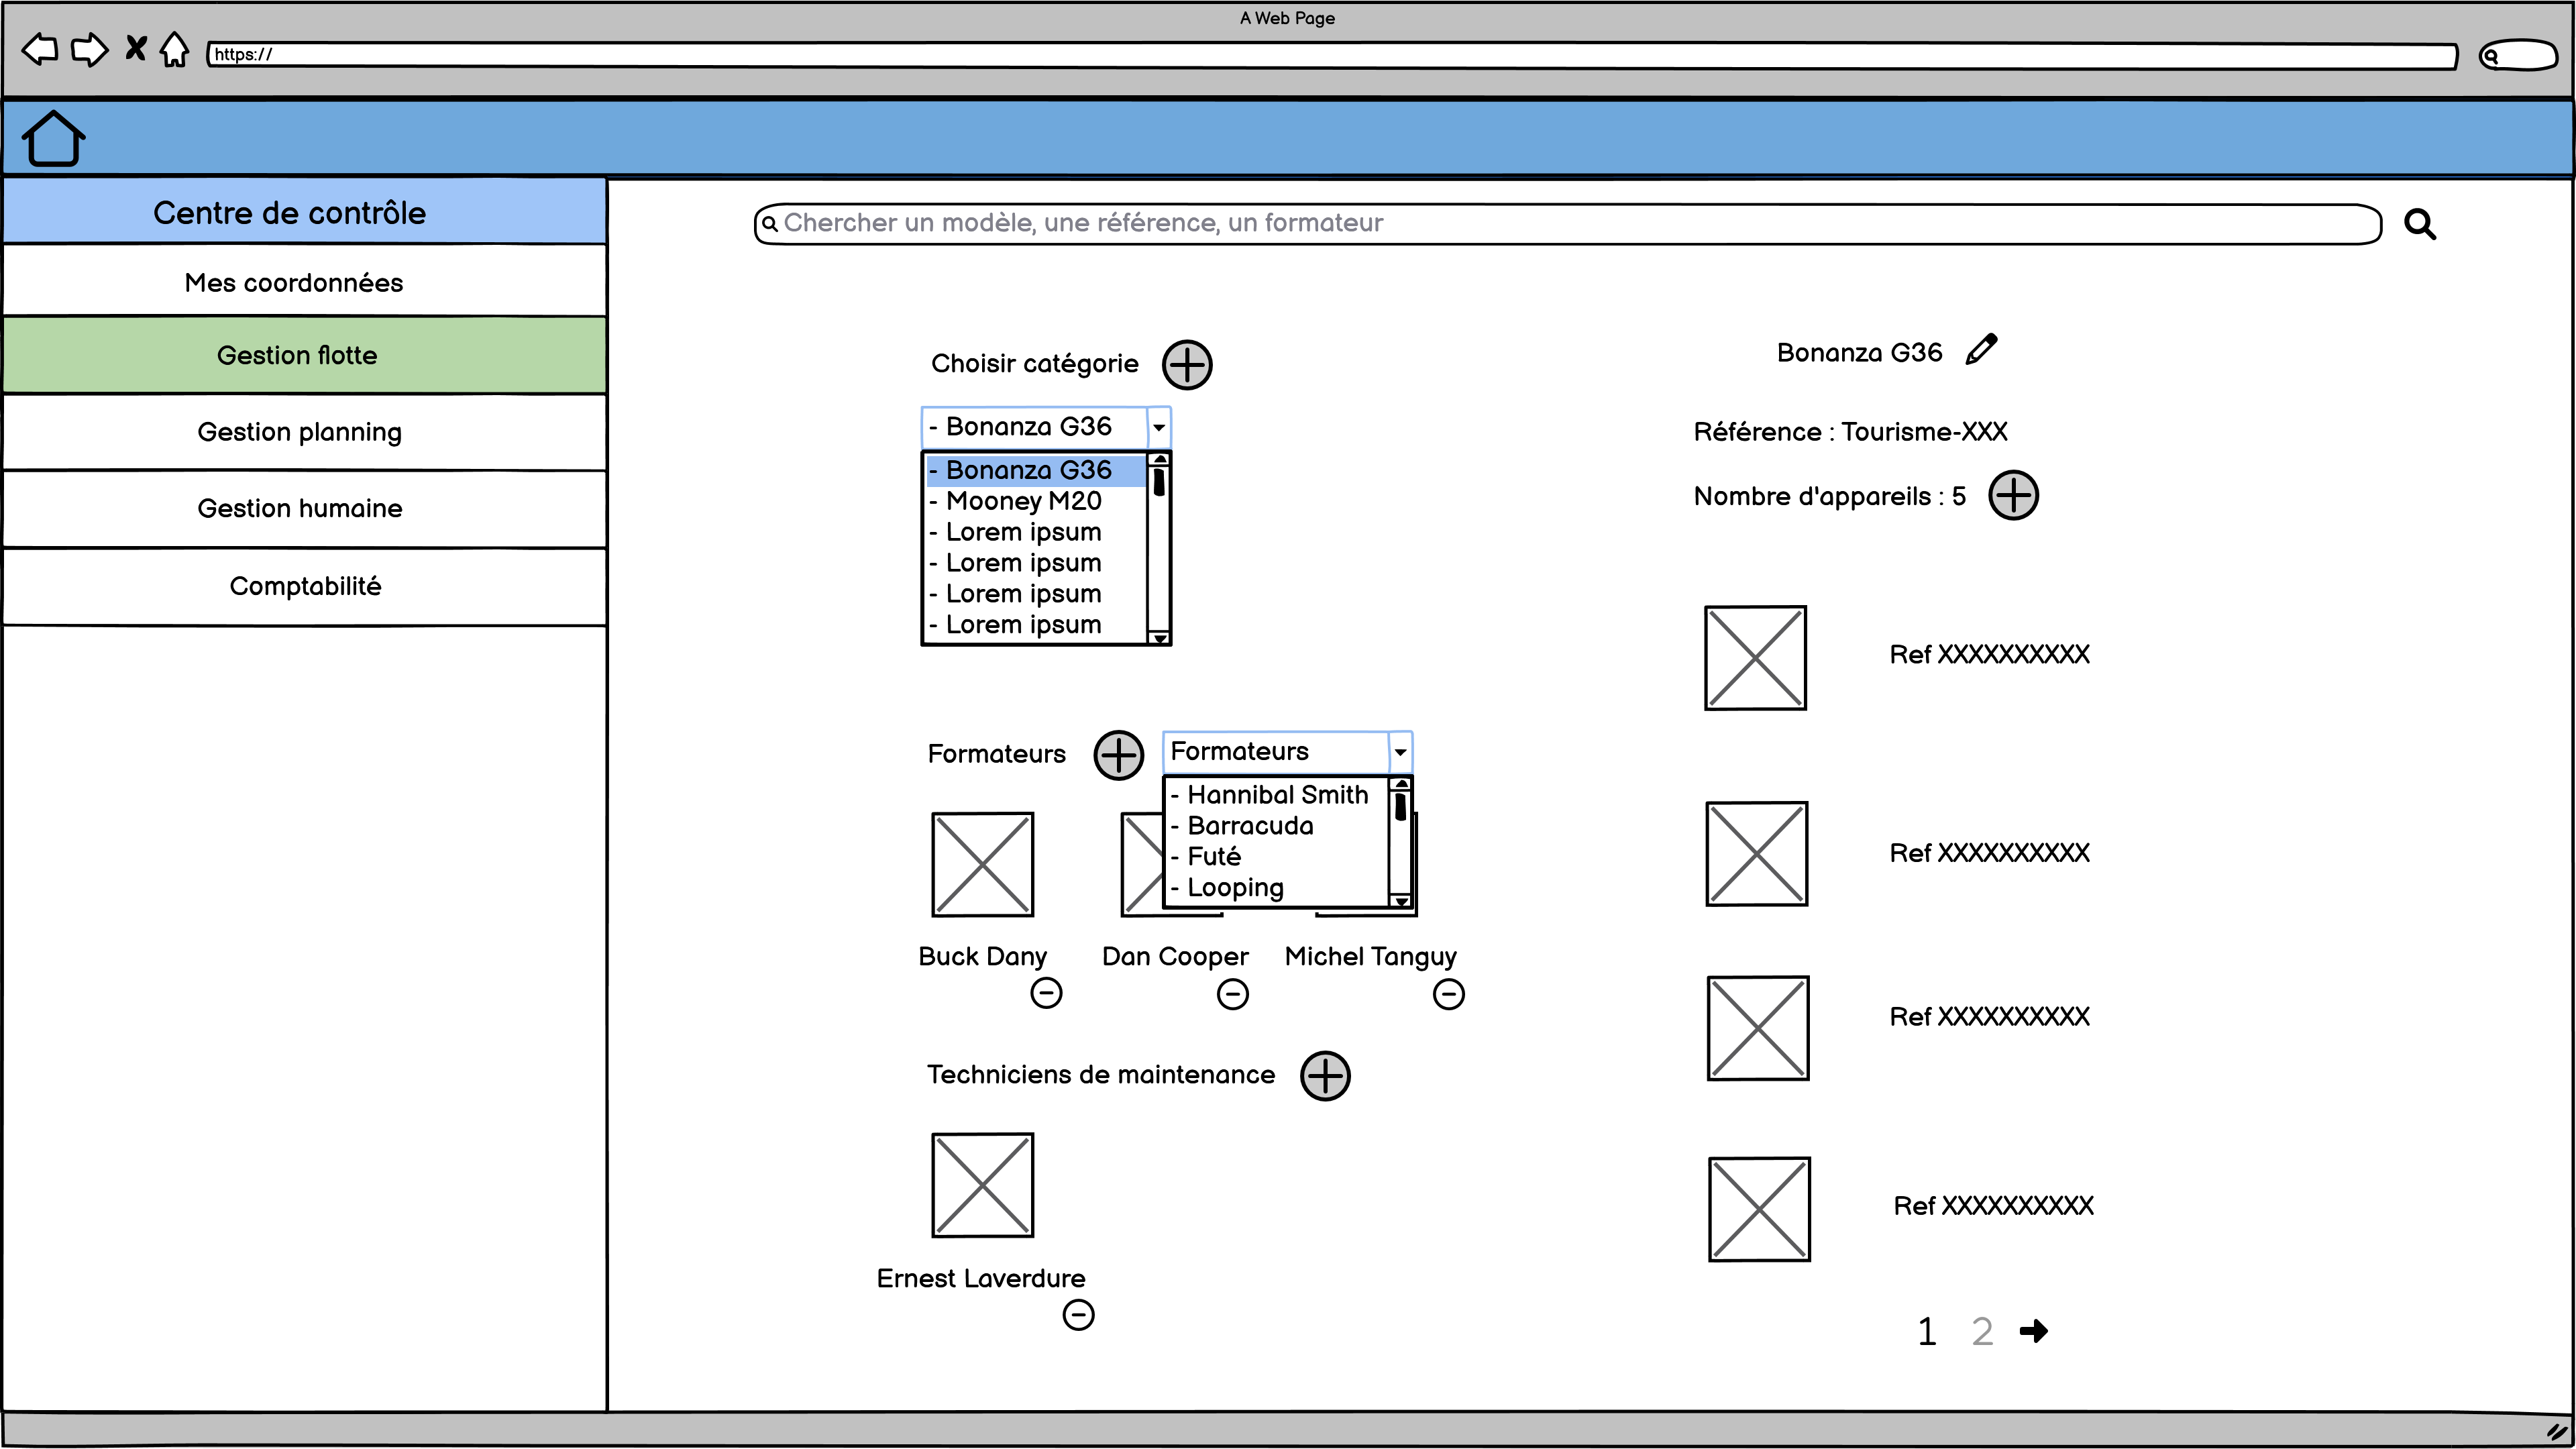 A Web Page
https://
Centre de contrôle
Mes coordonnées
Gestion flotte
Gestion planning
Gestion humaine
Comptabilité
Chercher un modèle, une référence, un formateur
Choisir catégorie
- Bonanza G36
- Bonanza G36
- Mooney M20
- Lorem ipsum
- Lorem ipsum
- Lorem ipsum
- Lorem ipsum
Formateurs
Formateurs
- Hannibal Smith
- Barracuda
- Futé
- Looping
Buck Dany
Dan Cooper
Michel Tanguy
Techniciens de maintenance
Ernest Laverdure
Bonanza G36
Référence : Tourisme-XXX
Nombre d'appareils : 5
Ref XXXXXXXXXX
Ref XXXXXXXXXX
Ref XXXXXXXXXX
Ref XXXXXXXXXX
1 2